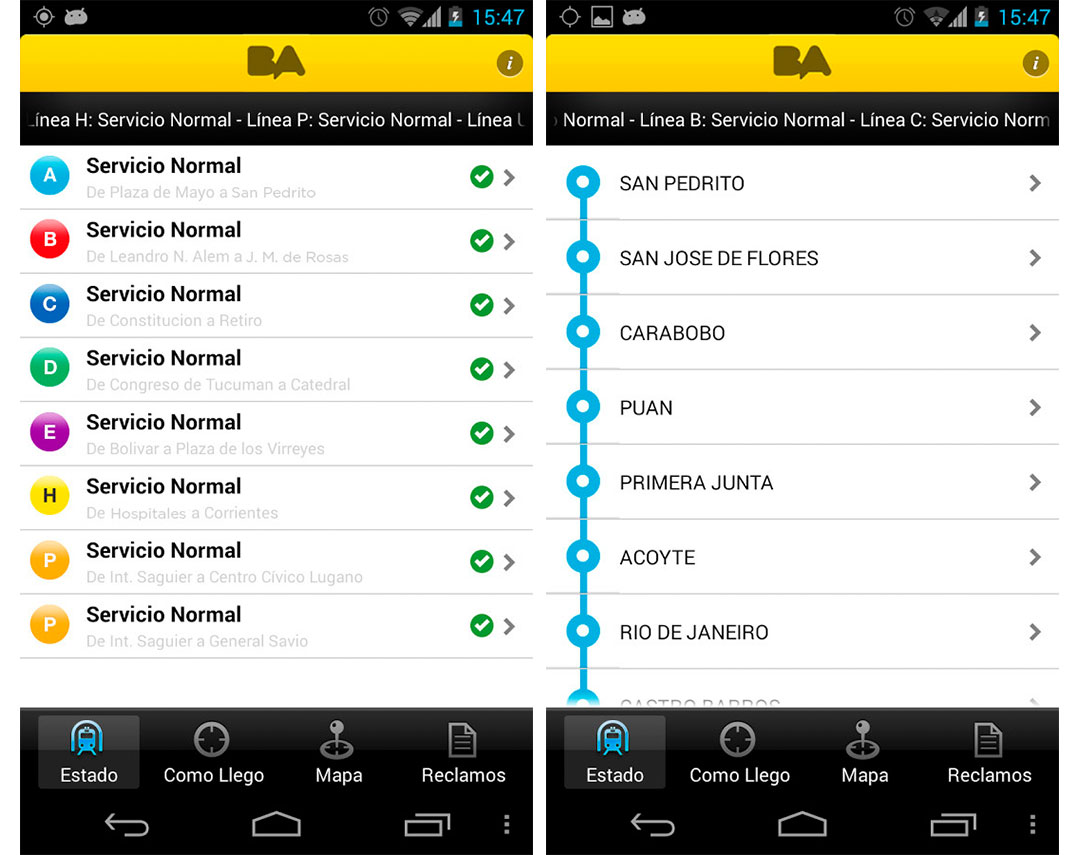 15:47
BA
i
Línea H: Servicio Normal - Línea P: Servicio Normal - Línea
A
Servicio Normal
De Plaza de Mayo a San Pedrito
B
Servicio Normal
De Leandro N. Alem a J. M. de Rosas
C
Servicio Normal
De Constitucion a Retiro
D
Servicio Normal
De Congreso de Tucuman a Catedral
E
Servicio Normal
De Bolivar a Plaza de los Virreyes
H
Servicio Normal
De Hospitales a Corrientes
P
Servicio Normal
De Int. Saguier a Centro Cívico Lugano
P
Servicio Normal
De Int. Saguier a General Savio
Estado
Como Llego
Mapa
Reclamos
15:47
BA
i
Normal - Línea B: Servicio Normal - Línea C: Servicio Norm
SAN PEDRITO
SAN JOSE DE FLORES
CARABOBO
PUAN
PRIMERA JUNTA
ACOYTE
RIO DE JANEIRO
CASTRO BARROS
Estado
Como Llego
Mapa
Reclamos